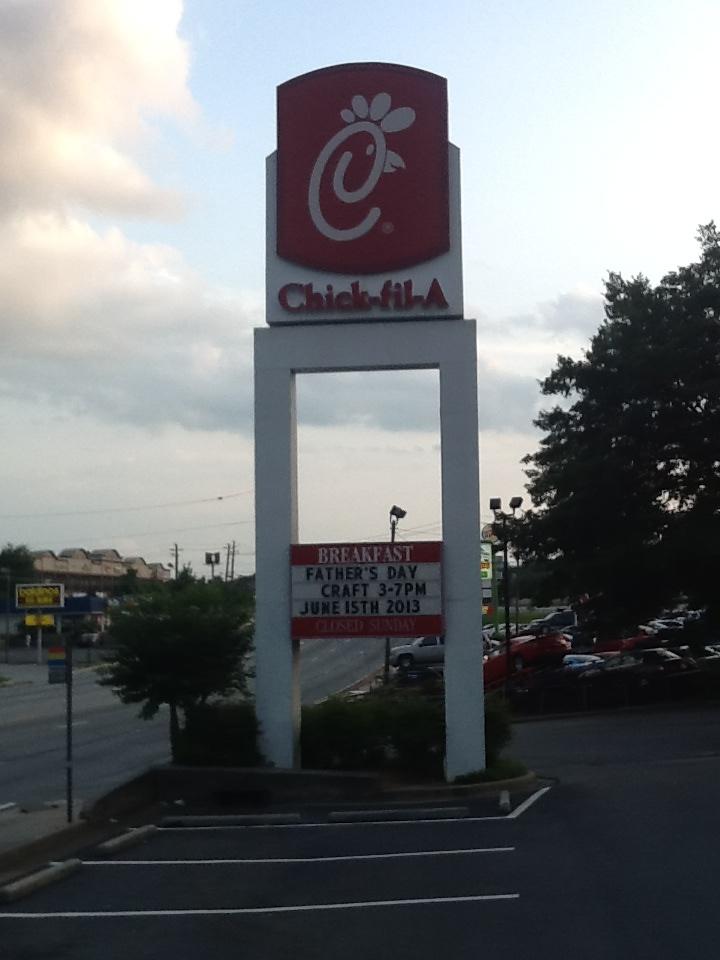 Chick-fil-A
BREAKFAST
FATHER'S DAY
CRAFT 3-7PM
JUNE 15TH 2013
CLOSED SUNDAY